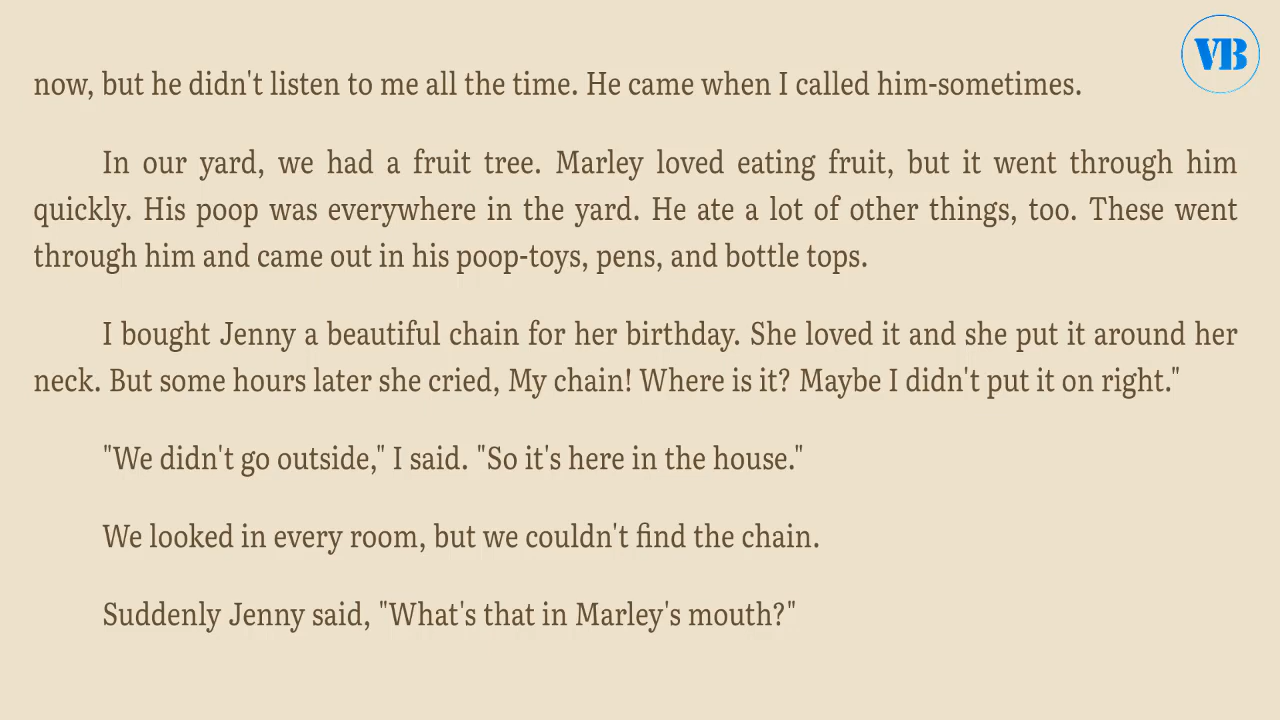 VB
now, but he didn't listen to me all the time. He came when I called him-sometimes.
In our yard, we had a fruit tree. Marley loved eating fruit, but it went through him
quickly. His poop was everywhere in the yard. He ate a lot of other things, too. These went
through him and came out in his poop-toys, pens, and bottle tops.
I bought Jenny a beautiful chain for her birthday. She loved it and she put it around her
neck. But some hours later she cried, My chain! Where is it? Maybe I didn't put it on right."
"We didn't go outside," I said. "So it's here in the house."
We looked in every room, but we couldn't find the chain.
Suddenly Jenny said, "What's that in Marley's mouth?"